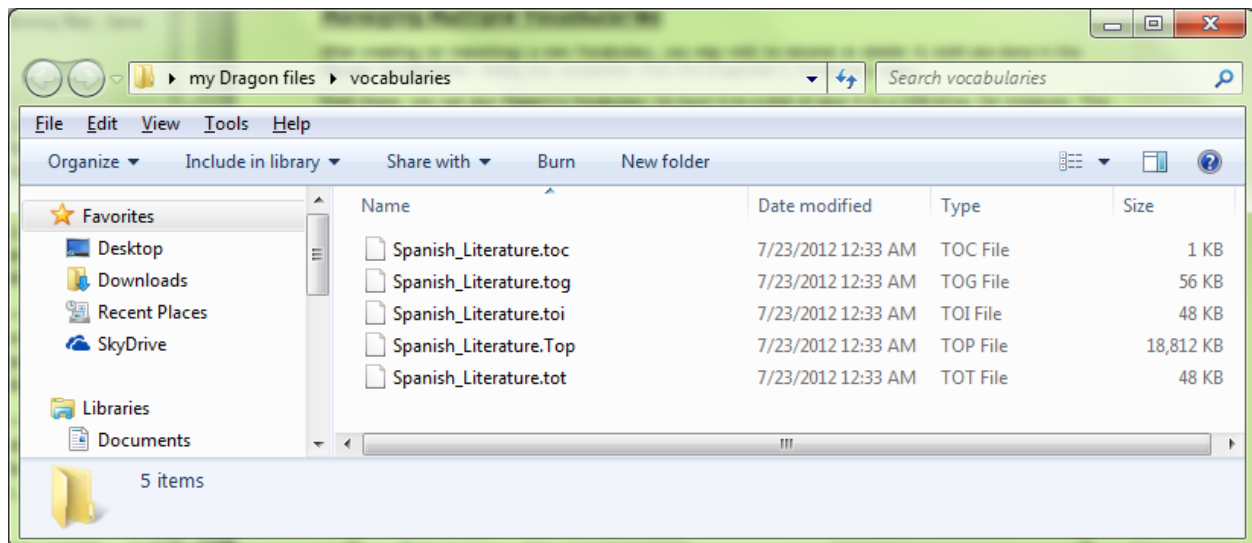 my Dragon files ▸ vocabularies
Search vocabularies
File Edit View Tools Help
Organize Include in library Share with Burn New folder
Favorites
Desktop
Downloads
Recent Places
SkyDrive
Libraries
Documents
Name Date modified Type Size
Spanish_Literature.toc 7/23/2012 12:33 AM TOC File 1 KB
Spanish_Literature.tog 7/23/2012 12:33 AM TOG File 56 KB
Spanish_Literature.toi 7/23/2012 12:33 AM TOI File 48 KB
Spanish_Literature.Top 7/23/2012 12:33 AM TOP File 18,812 KB
Spanish_Literature.tot 7/23/2012 12:33 AM TOT File 48 KB
5 items